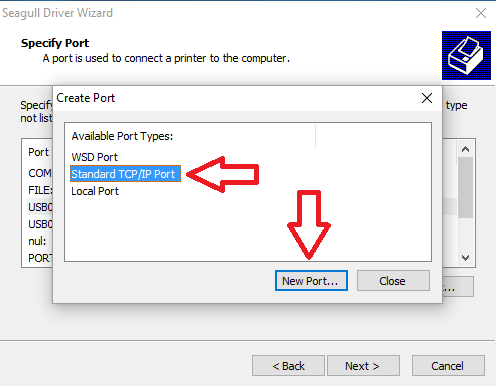 Seagull Driver Wizard
Specify Port
A port is used to connect a printer to the computer.
Specify
type
not list
Port
COM
FILE:
USB0
USB0
nul:
PORT
Create Port
Available Port Types:
WSD Port
Standard TCP/IP Port
Local Port
New Port...
Close
...
< Back
Next >
Cancel